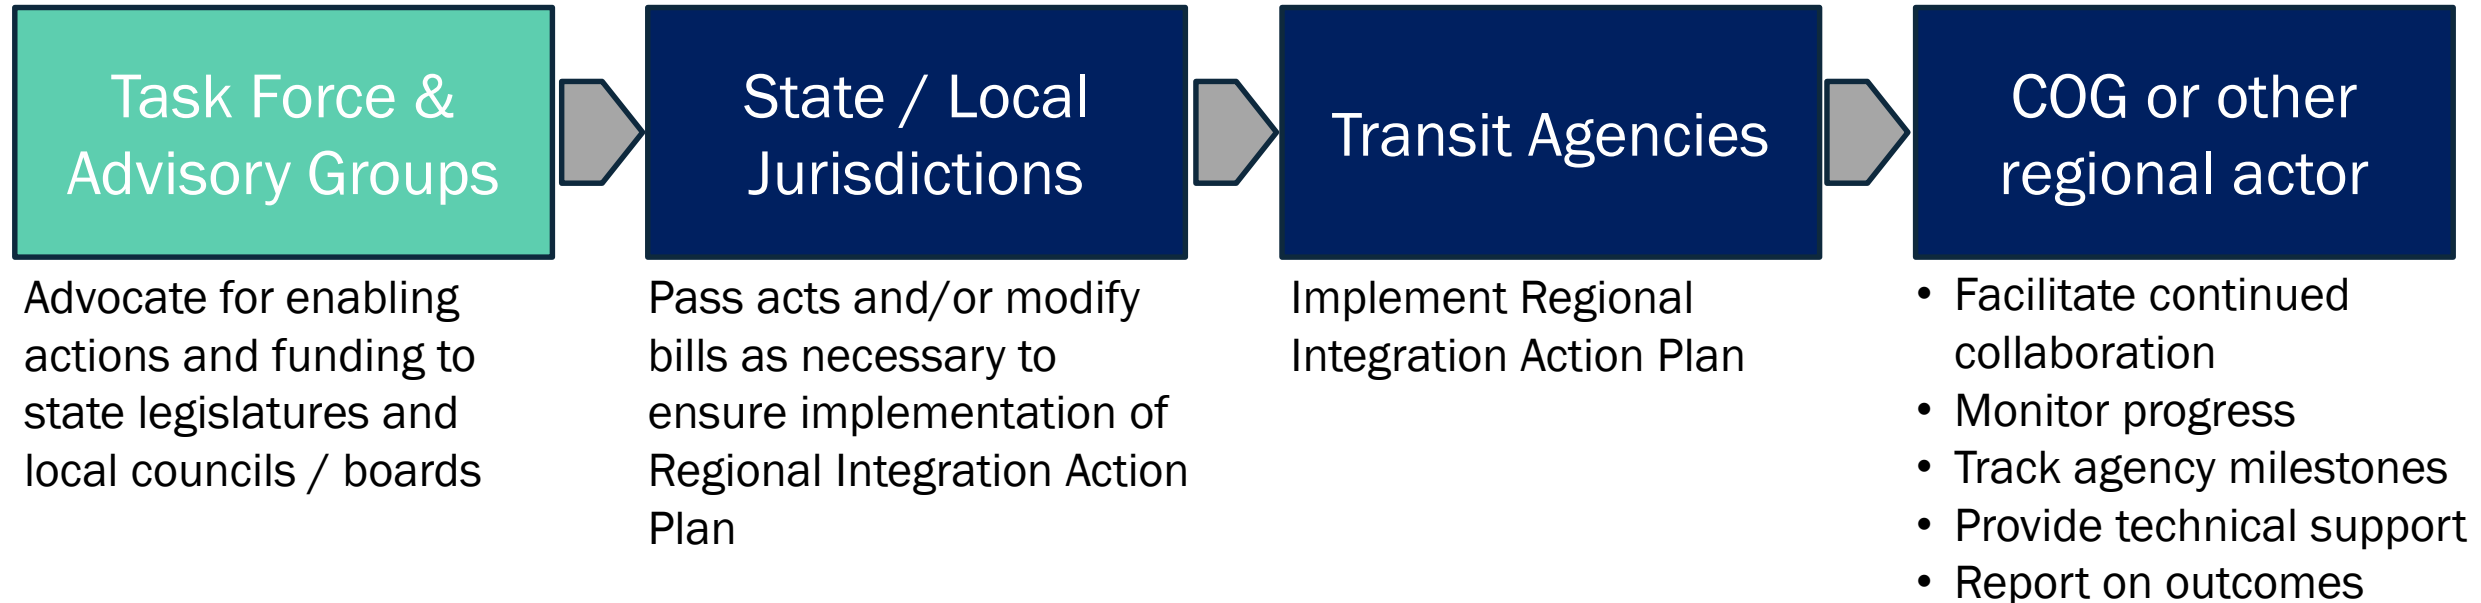 Task Force &
Advisory Groups
Advocate for enabling
actions and funding to
state legislatures and
local councils / boards
State / Local
Jurisdictions
Pass acts and/or modify
bills as necessary to
ensure implementation of
Regional Integration Action
Plan
Transit Agencies
Implement Regional
Integration Action Plan
COG or other
regional actor
• Facilitate continued
collaboration
• Monitor progress
• Track agency milestones
• Provide technical support
• Report on outcomes